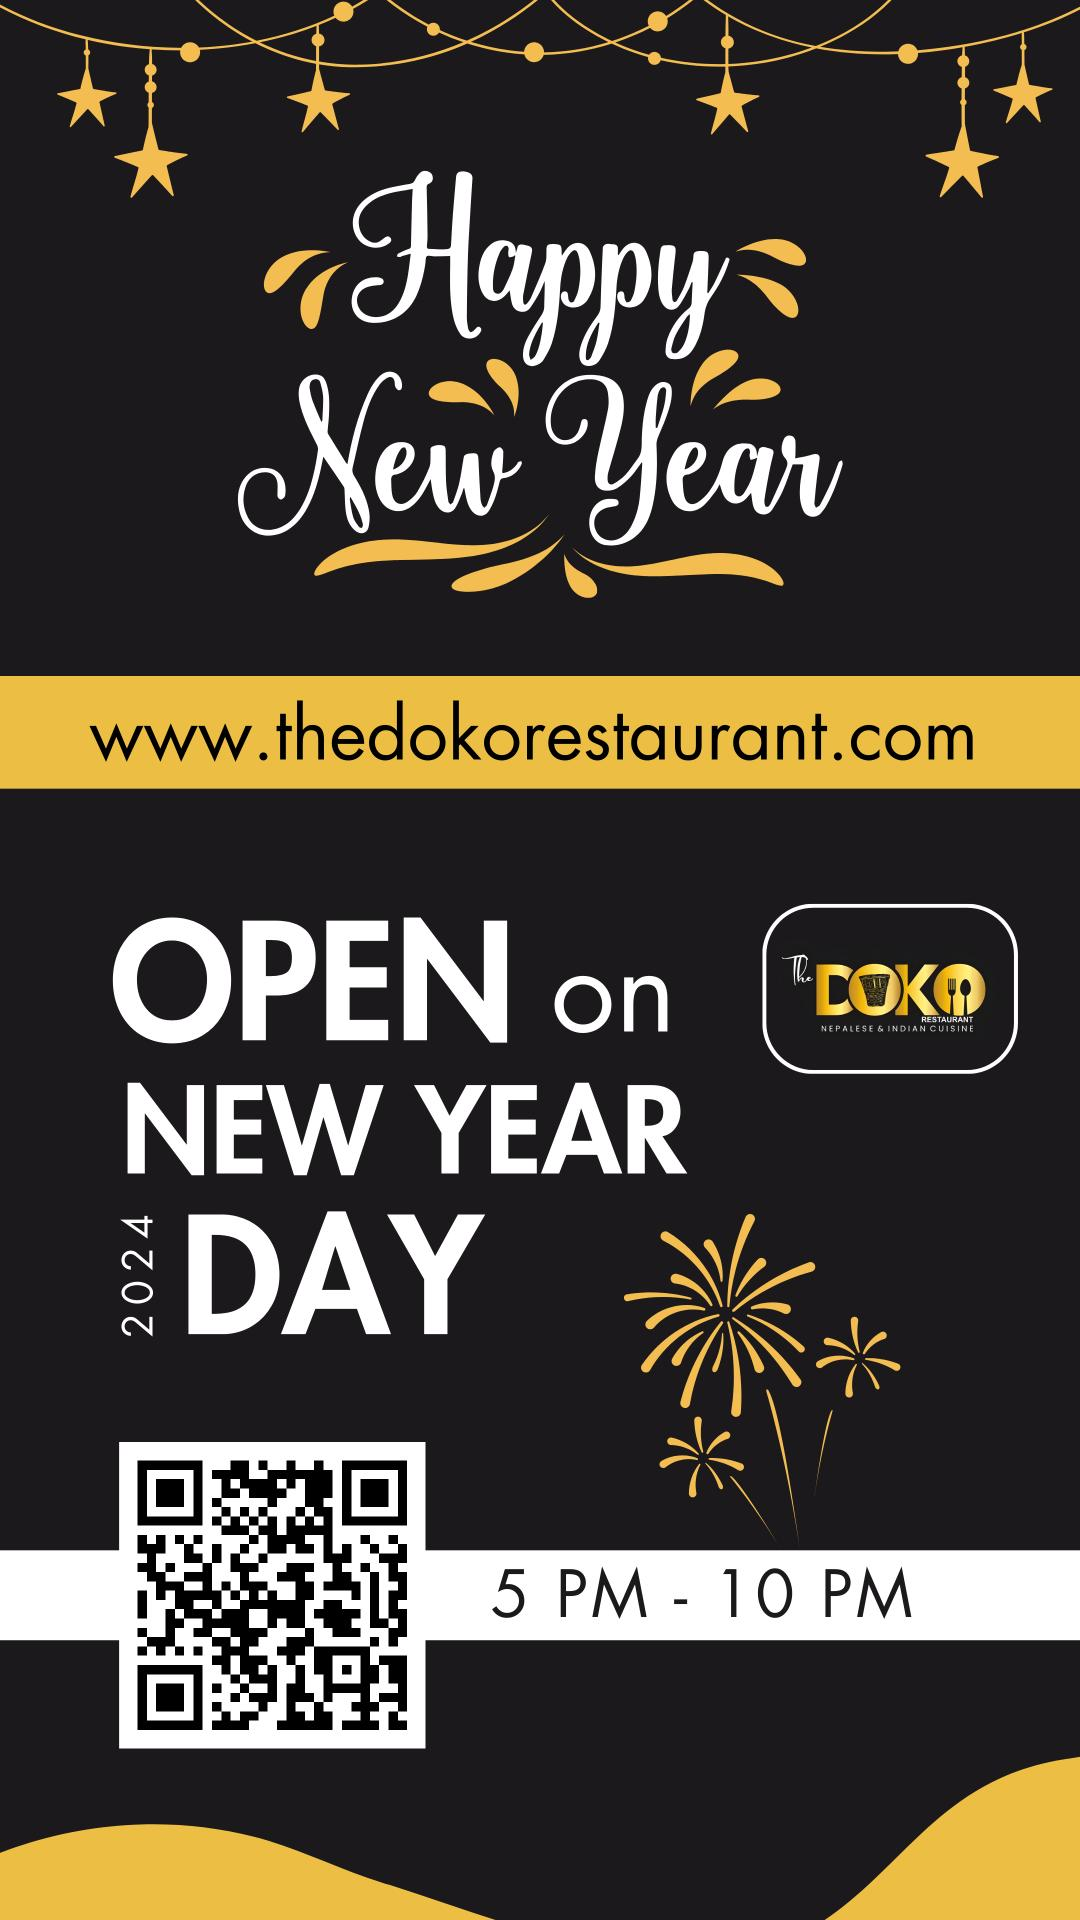 Happy
New Year
www.thedokorestaurant.com
OPEN on
NEW YEAR
2024 DAY
The DOKO
RESTAURANT
NEPALESE & INDIAN CUISINE
5 PM - 10 PM